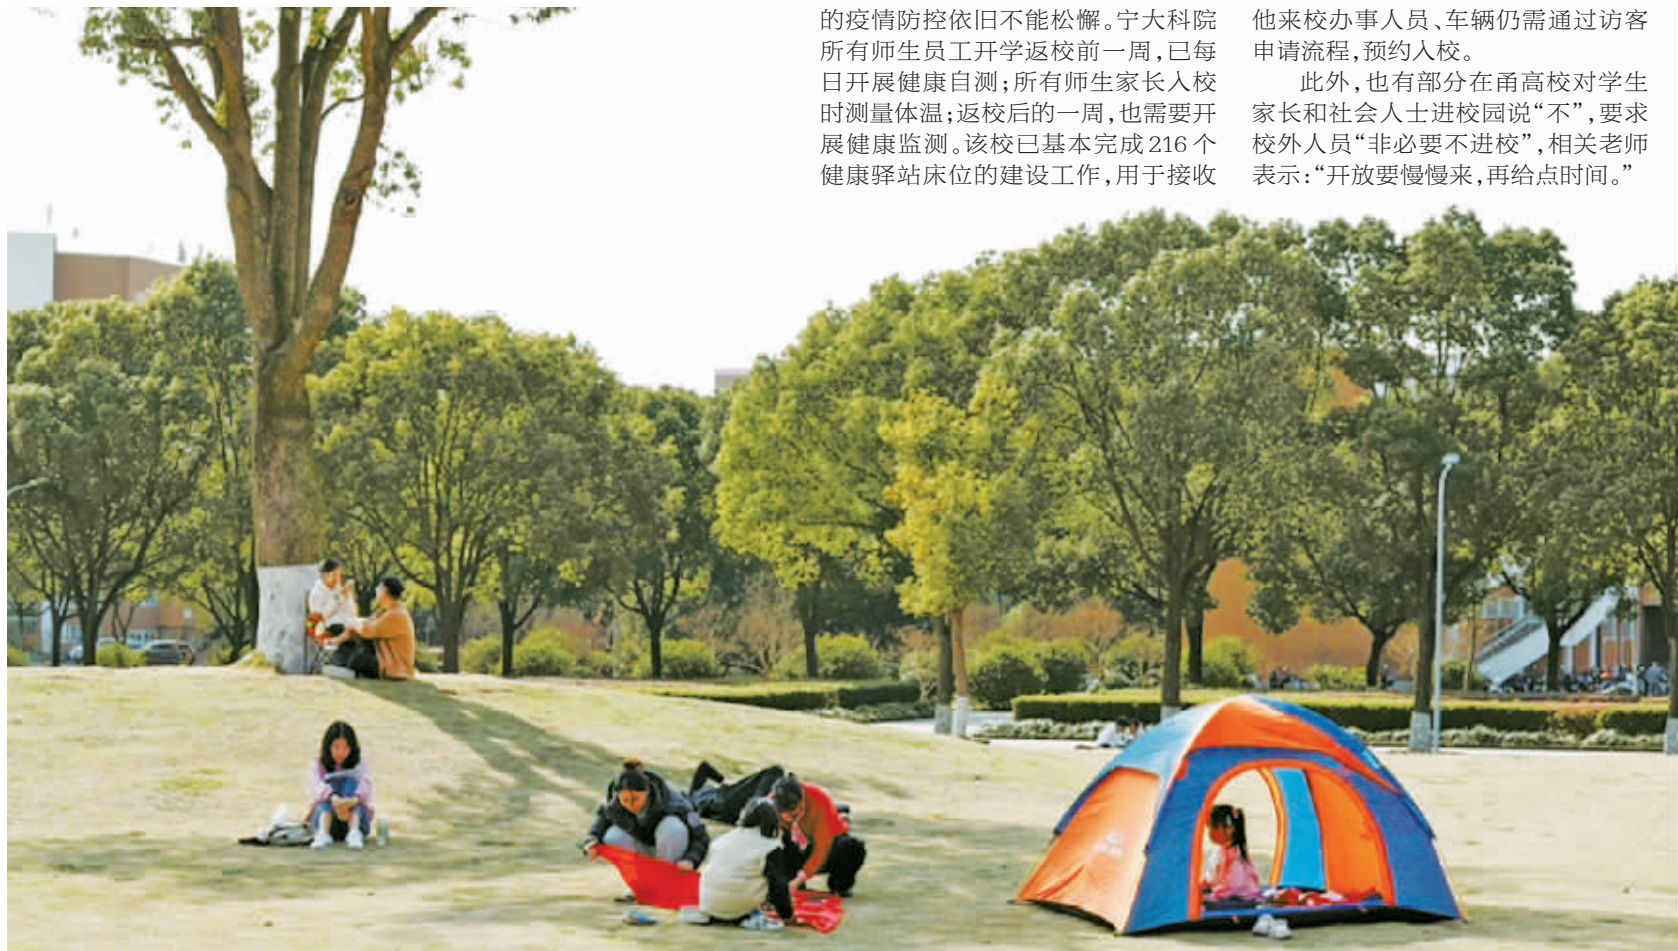 的疫情防控依旧不能松懈。宁大科院
所有师生员工开学返校前一周,已每
日开展健康自测;所有师生家长入校
时测量体温;返校后的一周,也需要开
展健康监测。该校已基本完成216个
健康驿站床位的建设工作,用于接收
他来校办事人员、车辆仍需通过访客
申请流程,预约入校。
此外,也有部分在甬高校对学生
家长和社会人士进校园说“不”,要求
校外人员“非必要不进校”,相关老师
表示:“开放要慢慢来,再给点时间。”